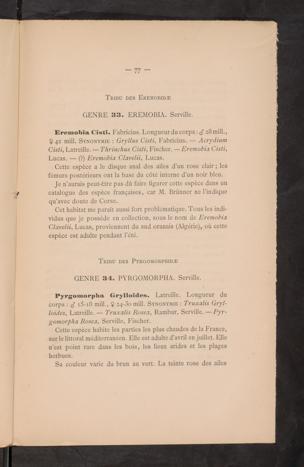 — 77 —
Tribu des Eremobidæ
GENRE 33. EREMOBIA. Serville.
Eremobia Cisti. Fabricius. Longueur du corps : ♂ 28 mill.,
♀ 42 mill. Synonymie : Gryllus Cisti, Fabricius. — Acrydium
Cisti, Latreille. — Thrinchus Cisti, Fischer. — Eremobia Cisti,
Lucas. — (?) Eremobia Clavelii, Lucas.
Cette espèce a le disque anal des ailes d'un rose clair ; les
fémurs postérieurs ont la base du côté interne d'un noir bleu.
Je n'aurais peut-être pas dû faire figurer cette espèce dans un
catalogue des espèces françaises, car M. Brünner ne l'indique
qu'avec doute de Corse.
Cet habitat me paraît aussi fort problématique. Tous les indi-
vidus que je possède en collection, sous le nom de Eremobia
Clavelii, Lucas, proviennent du sud oranais (Algérie), où cette
espèce est adulte pendant l'été.
Tribu des Pyrgomorphidæ
GENRE 34. PYRGOMORPHA. Serville.
Pyrgomorpha Grylloides. Latreille. Longueur du
corps : ♂ 15-18 mill., ♀ 24-30 mill. Synonymie : Truxalis Gryl-
loides, Latreille. — Truxalis Rosea, Rambur, Serville. — Pyr-
gomorpha Rosea, Serville, Fischer.
Cette espèce habite les parties les plus chaudes de la France,
sur le littoral méditerranéen. Elle est adulte d'avril en juillet. Elle
n'est point rare dans les bois, les lieux arides et les plages
herbues.
Sa couleur varie du brun au vert. La teinte rose des ailes